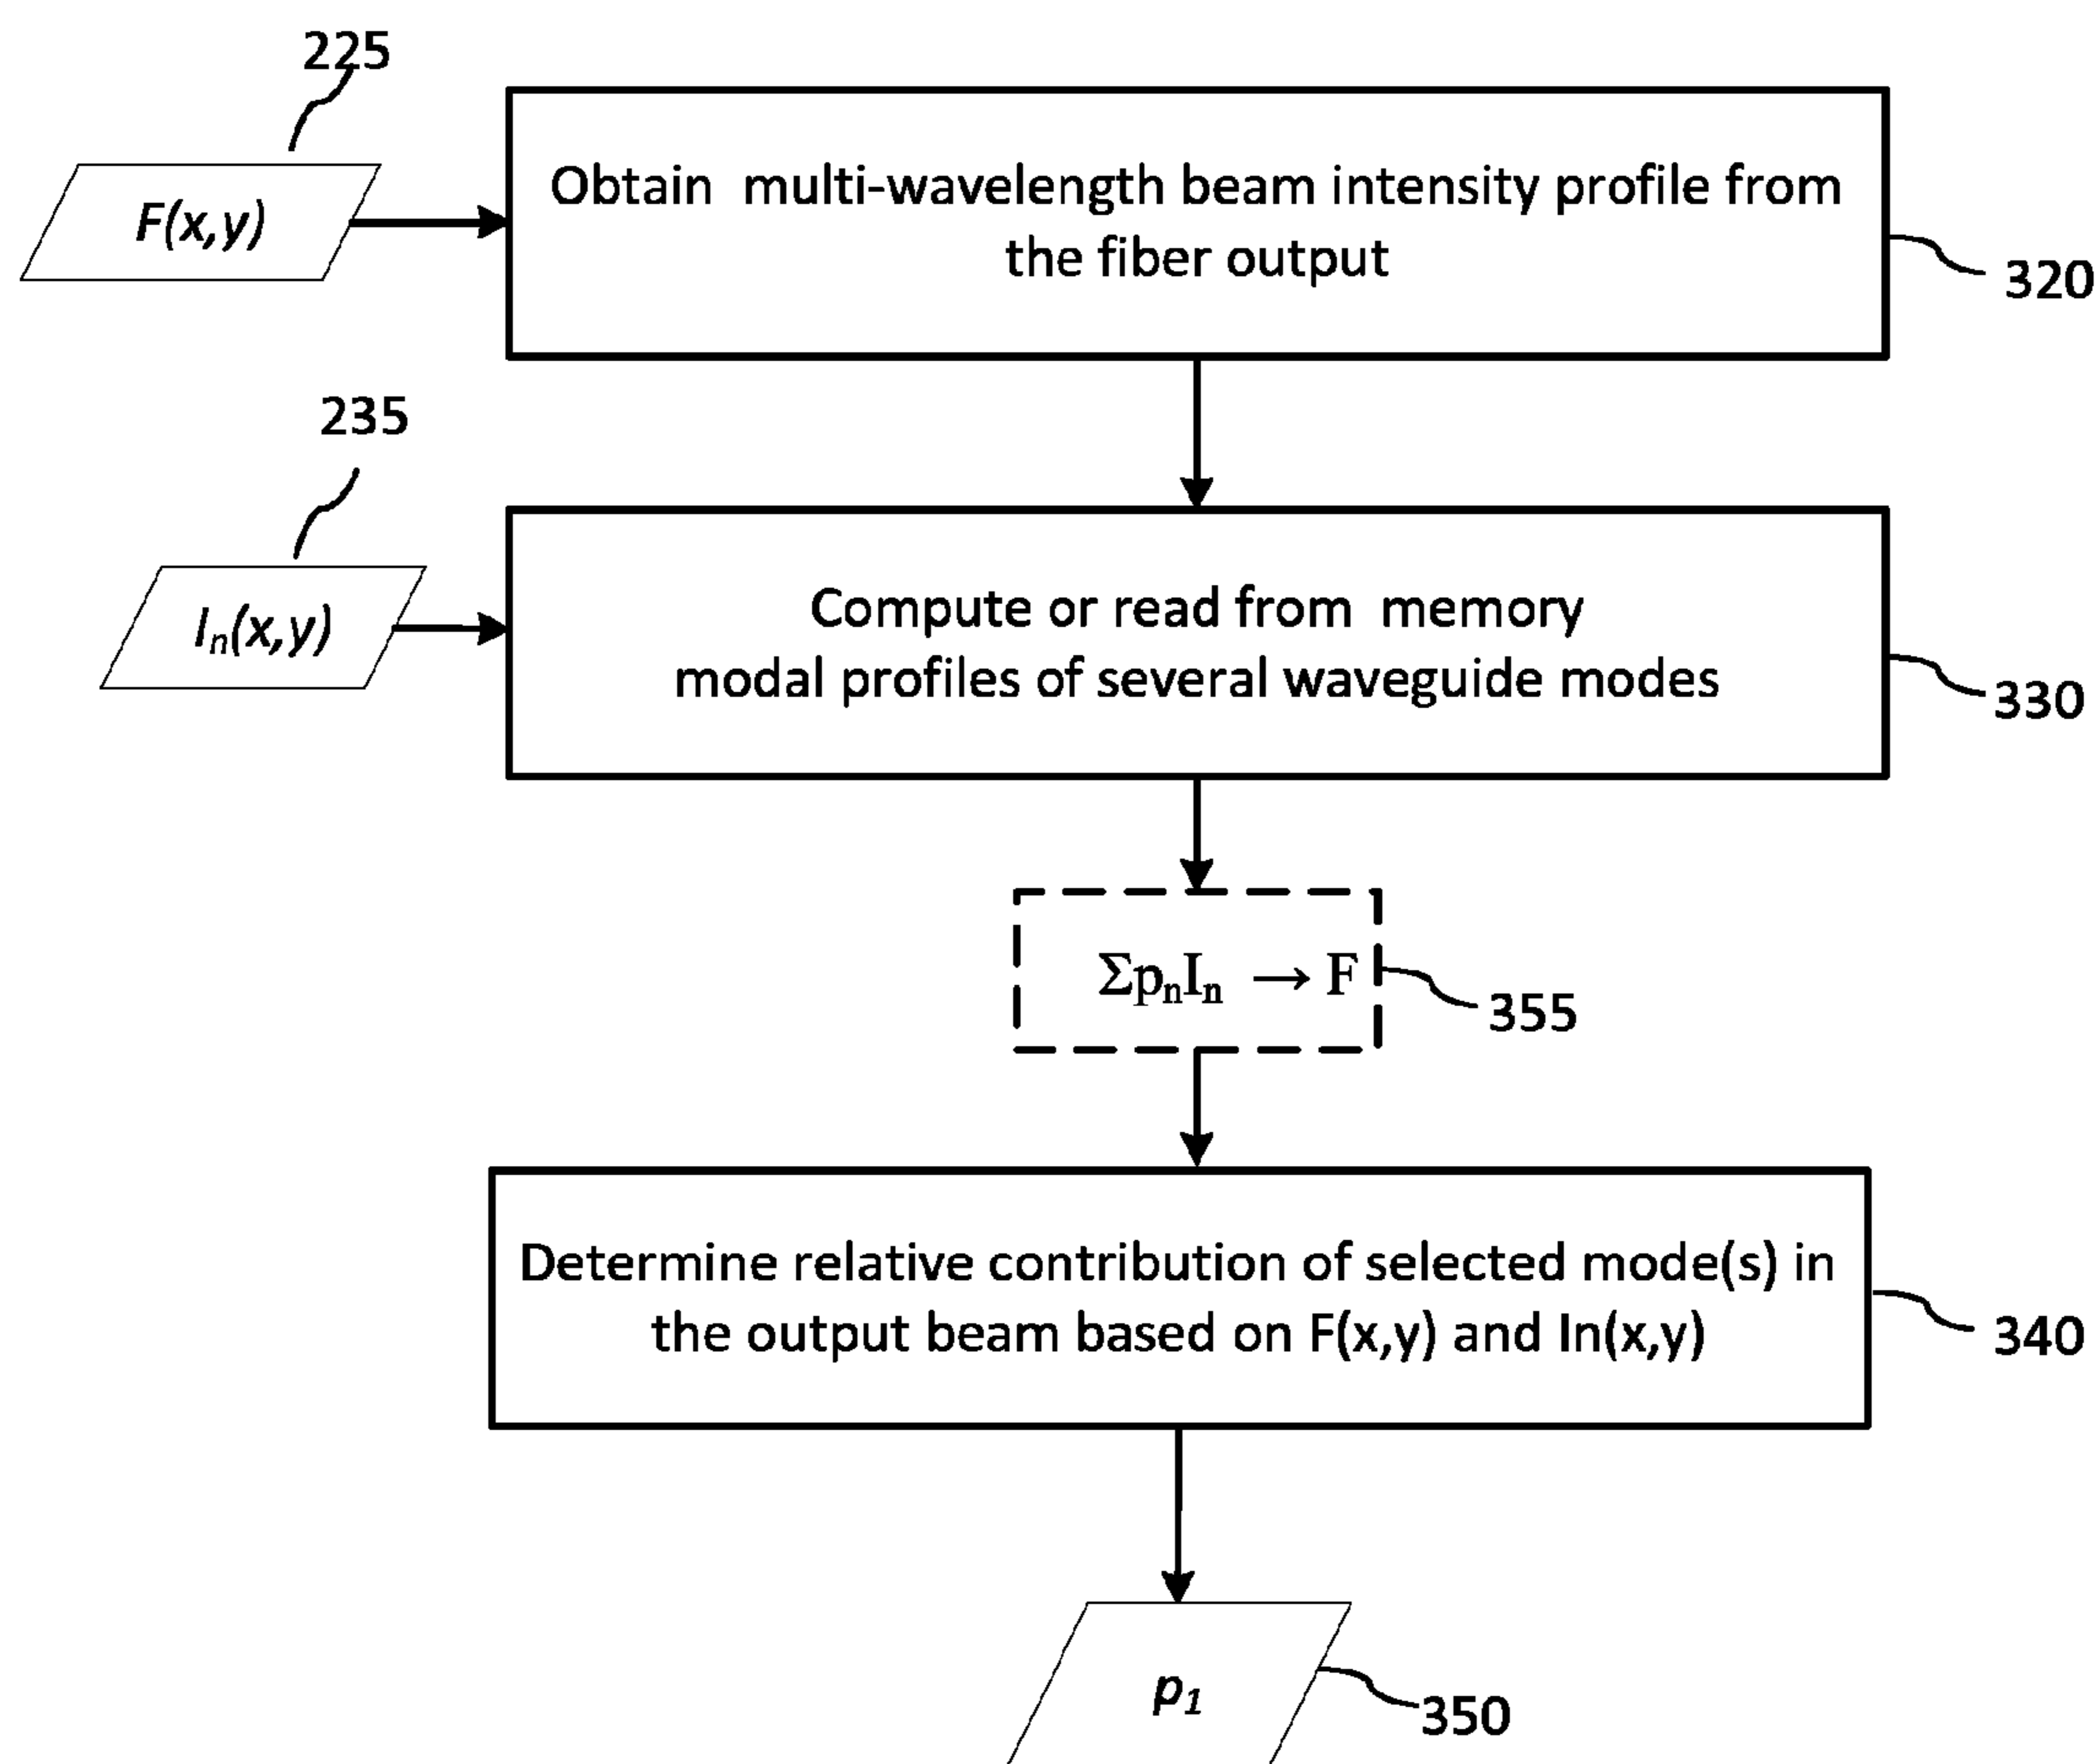 225
F(x,y)
Obtain multi-wavelength beam intensity profile from
the fiber output
320
235
In(x,y)
Compute or read from memory
modal profiles of several waveguide modes
330
ΣpnIn → F
355
Determine relative contribution of selected mode(s) in
the output beam based on F(x,y) and In(x,y)
340
p1
350